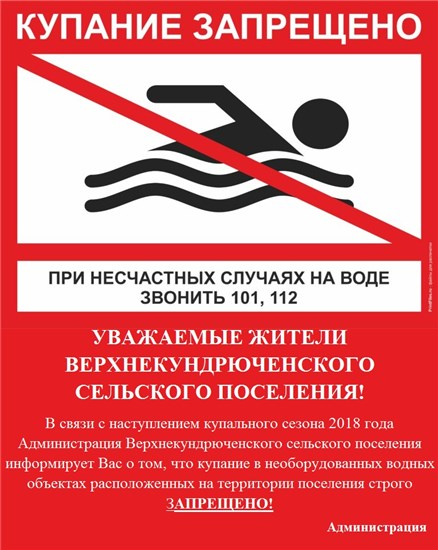 КУПАНИЕ ЗАПРЕЩЕНО
ПРИ НЕСЧАСТНЫХ СЛУЧАЯХ НА ВОДЕ
ЗВОНИТЬ 101, 112
УВАЖАЕМЫЕ ЖИТЕЛИ
ВЕРХНЕКУНДРЮЧЕНСКОГО
СЕЛЬСКОГО ПОСЕЛЕНИЯ!
В связи с наступлением купального сезона 2018 года
Администрация Верхнекундрюченского сельского поселения
информирует Вас о том, что купание в необорудованных водных
объектах расположенных на территории поселения строго
ЗАПРЕЩЕНО!
Администрация